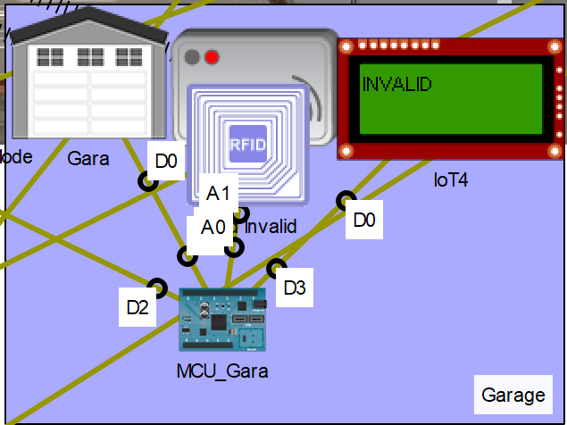 INVALID
RFID
ode
Gara
D0
IoT4
A1
D0
A0
Invalid
D2
D3
MCU_Gara
Garage